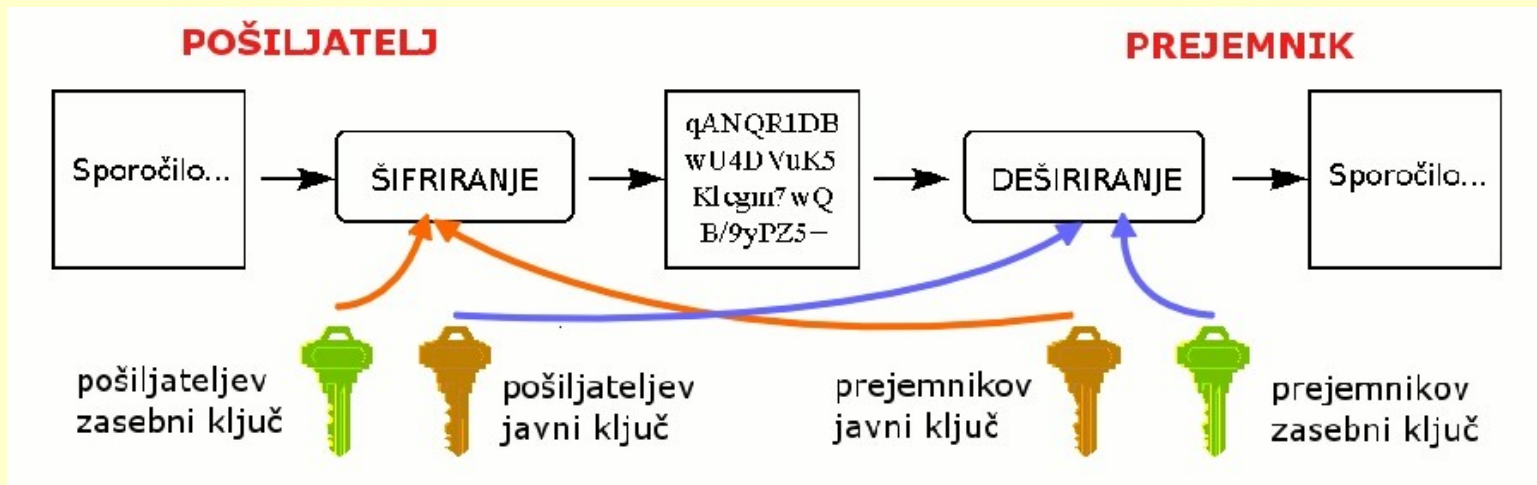 POŠILJATELJ
PREJEMNIK
Sporočilo...
ŠIFRIRANJE
qANQR1DB
wU4DVuK5
Klcgm7wQ
B/9yPZ5–
DEŠIRIRANJE
Sporočilo...
pošiljateljev
zasebni ključ
pošiljateljev
javni ključ
prejemnikov
javni ključ
prejemnikov
zasebni ključ